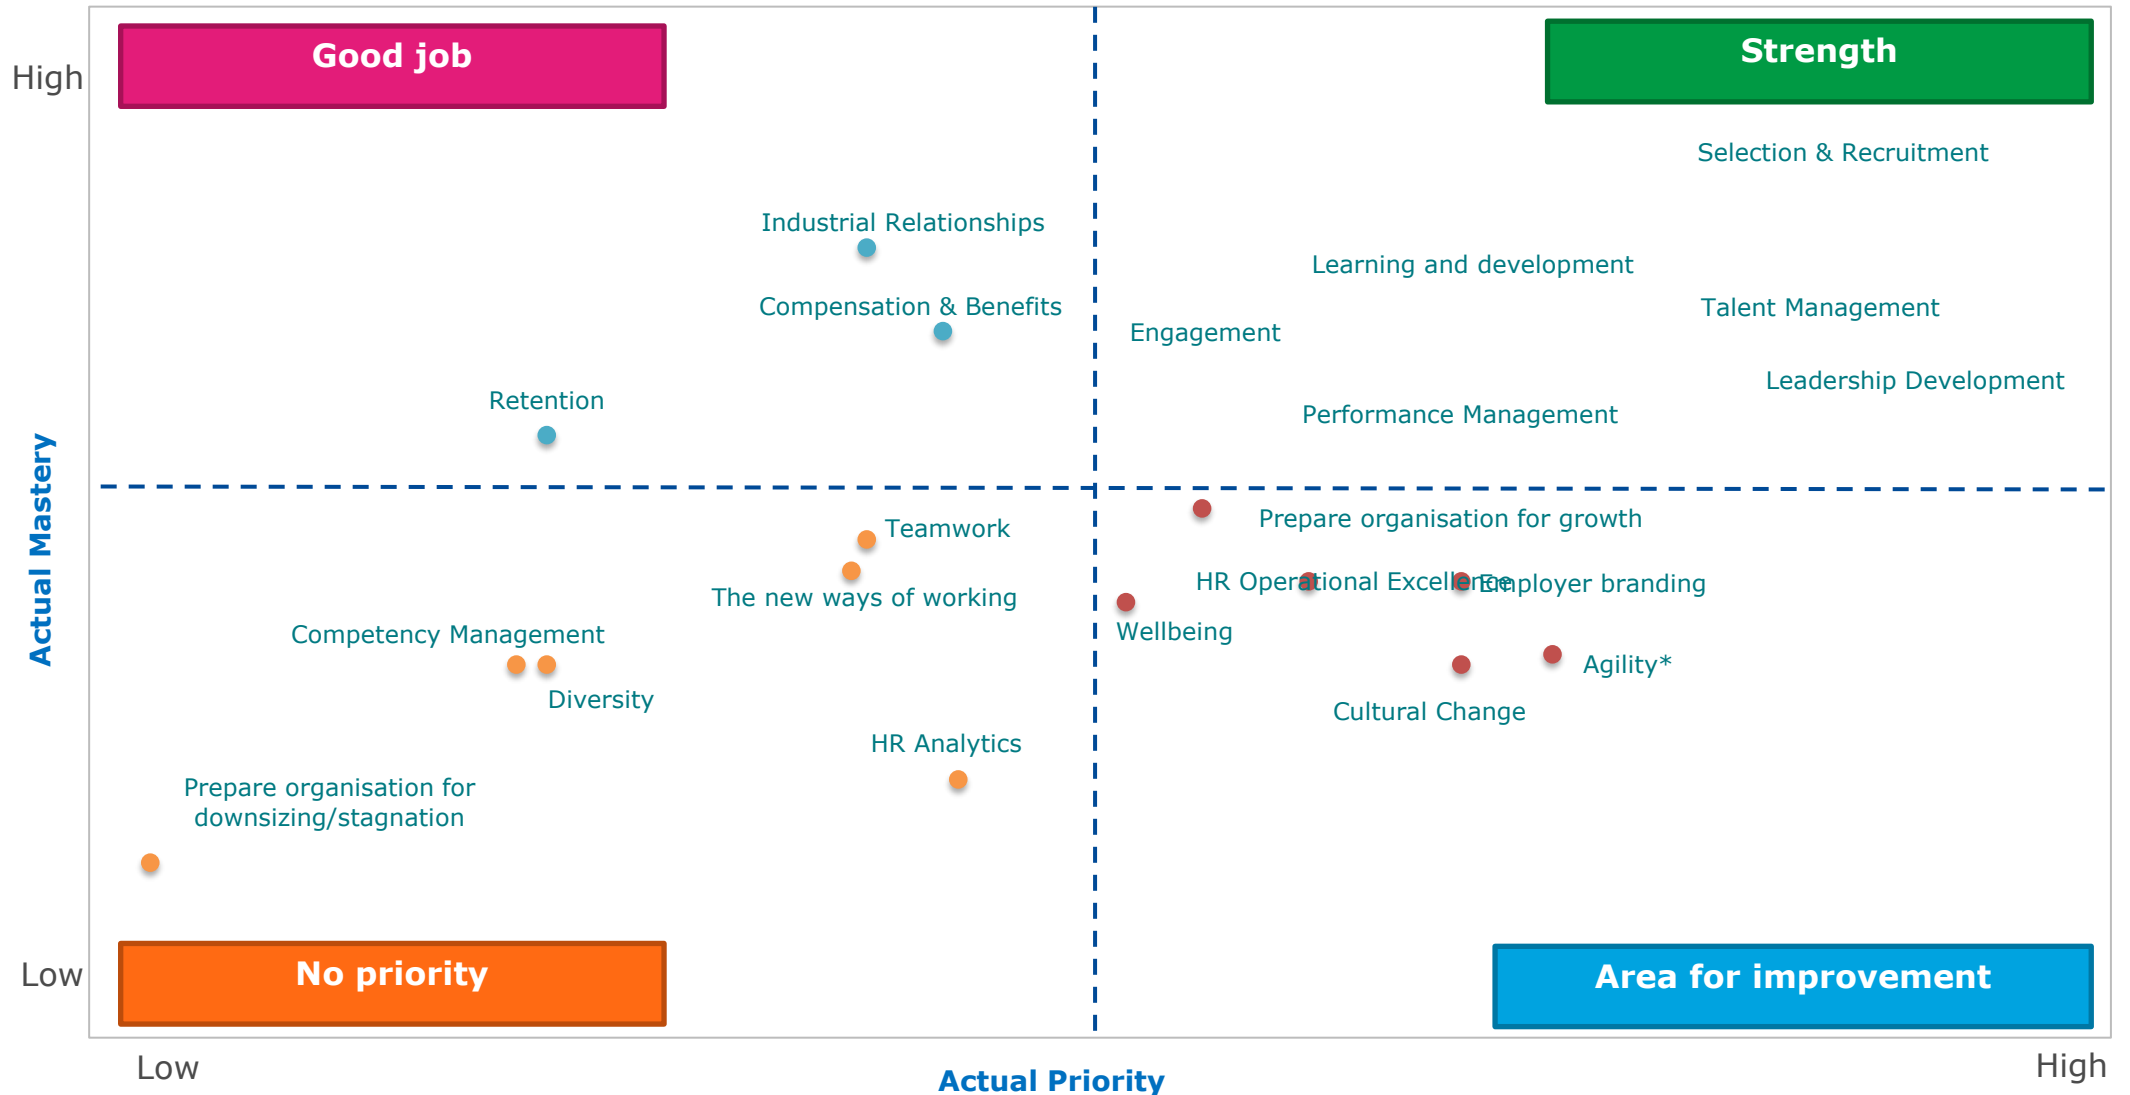 Good job
Strength
High
Selection & Recruitment
Industrial Relationships
Learning and development
Compensation & Benefits
Talent Management
Engagement
Leadership Development
Retention
Performance Management
Actual Mastery
Teamwork
Prepare organisation for growth
HR Operational Excellence
Employer branding
The new ways of working
Wellbeing
Competency Management
Agility*
Diversity
Cultural Change
HR Analytics
Prepare organisation for
downsizing/stagnation
Low
No priority
Area for improvement
Low
High
Actual Priority